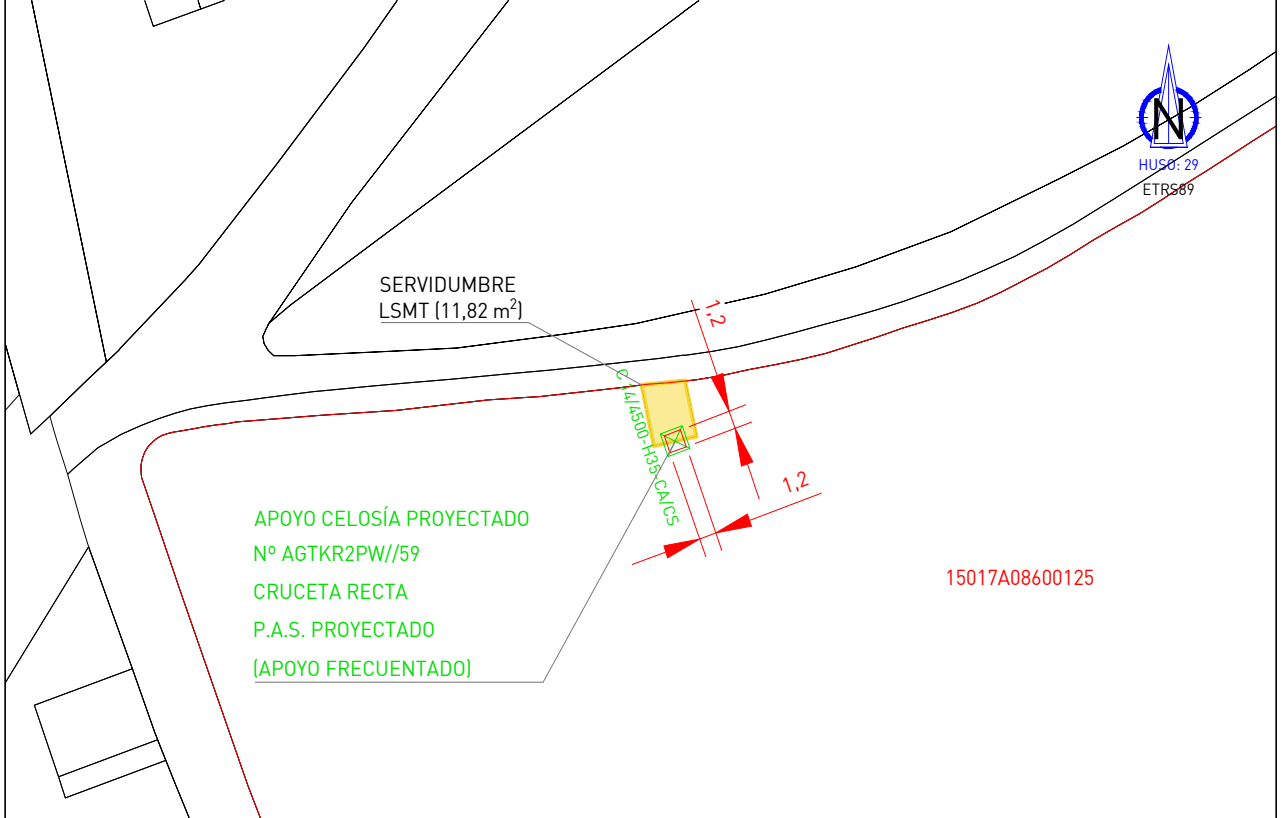 N
HUSO: 29
ETRS89
SERVIDUMBRE
LSMT (11,82 m²)
1,2
C-14/4500-H35-CA/CS
1,2
APOYO CELOSÍA PROYECTADO
Nº AGTKR2PW//59
CRUCETA RECTA
P.A.S. PROYECTADO
(APOYO FRECUENTADO)
15017A08600125